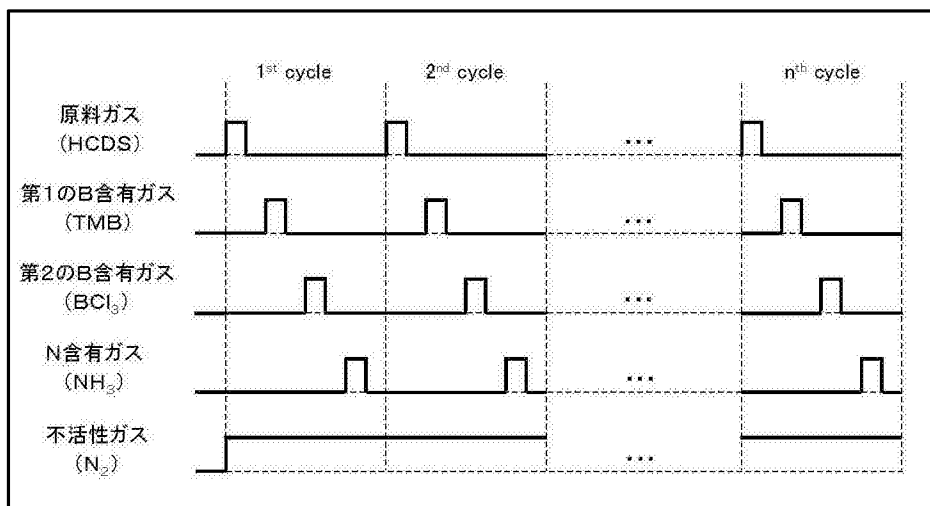 1st cycle 2nd cycle nth cycle
原料ガス
(HCDS)
...
第1のB含有ガス
(TMB)
...
第2のB含有ガス
(BCl3)
...
N含有ガス
(NH3)
...
不活性ガス
(N2)
...